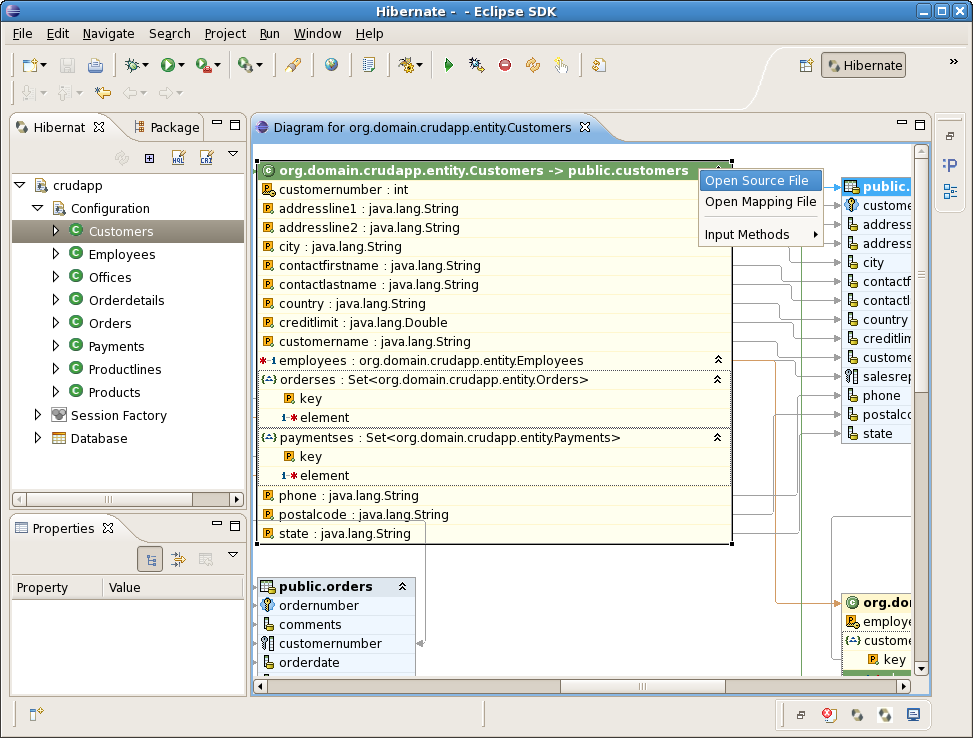 Hibernate -  - Eclipse SDK
File Edit Navigate Search Project Run Window Help
Hibernate
»
Hibernat
Package
crudapp
Configuration
Customers
Employees
Offices
Orderdetails
Orders
Payments
Productlines
Products
Session Factory
Database
Properties
Property Value
Diagram for org.domain.crudapp.entity.Customers
org.domain.crudapp.entity.Customers -> public.customers
customernumber : int
addressline1 : java.lang.String
addressline2 : java.lang.String
city : java.lang.String
contactfirstname : java.lang.String
contactlastname : java.lang.String
country : java.lang.String
creditlimit : java.lang.Double
customername : java.lang.String
employees : org.domain.crudapp.entity.Employees
orderses : Set<org.domain.crudapp.entity.Orders>
key
element
paymentses : Set<org.domain.crudapp.entity.Payments>
key
element
phone : java.lang.String
postalcode : java.lang.String
state : java.lang.String
Open Source File
Open Mapping File
Input Methods
public.
custome
address
address
city
contactf
contactl
country
creditlim
custome
salesrep
phone
postalco
state
public.orders
ordernumber
comments
customernumber
orderdate
org.do
employe
custome
key